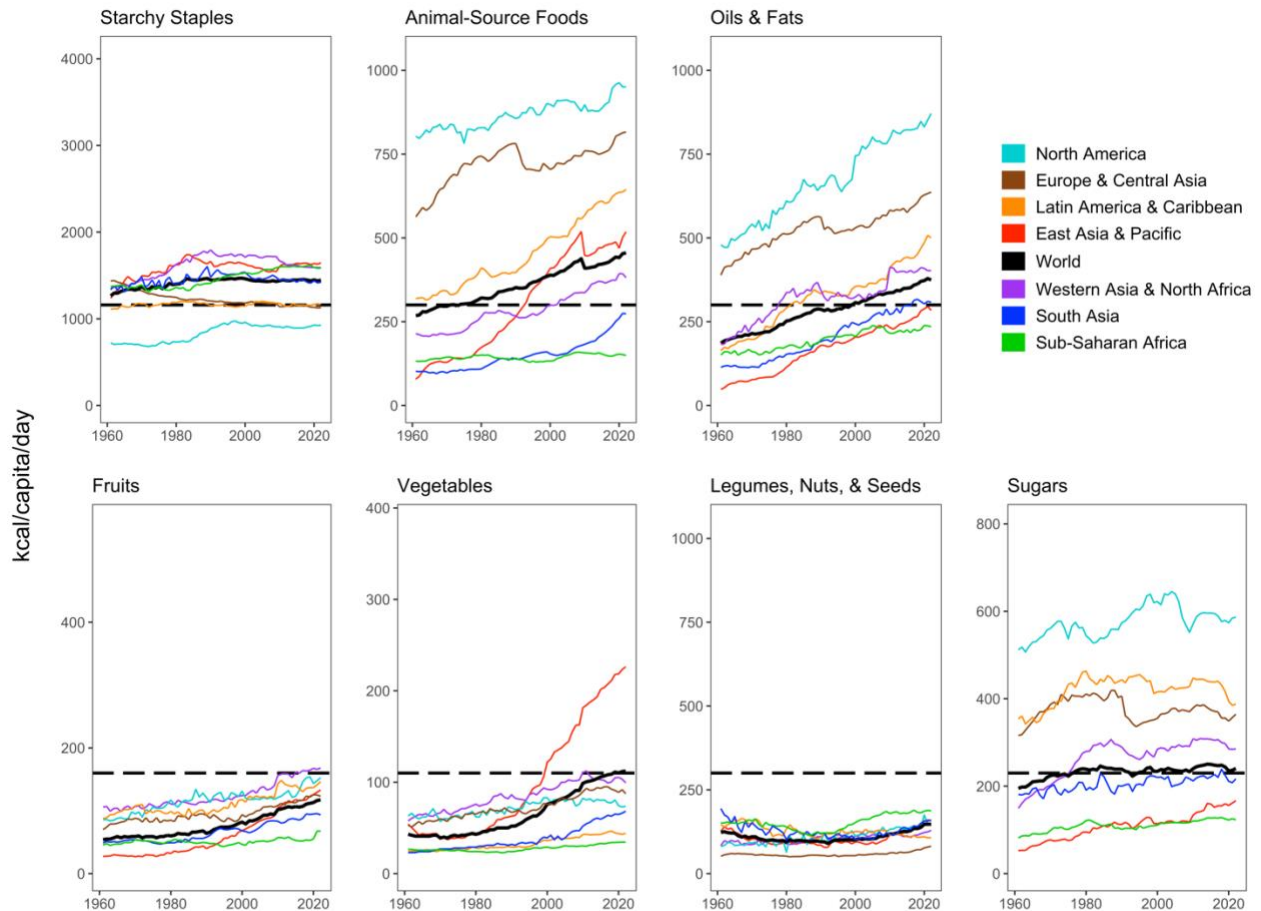 Starchy Staples
Animal-Source Foods
Oils & Fats
4000
3000
2000
1000
0
1960 1980 2000 2020
1000
750
500
250
0
1960 1980 2000 2020
1000
750
500
250
0
1960 1980 2000 2020
North America
Europe & Central Asia
Latin America & Caribbean
East Asia & Pacific
World
Western Asia & North Africa
South Asia
Sub-Saharan Africa
kcal/capita/day
Fruits
Vegetables
Legumes, Nuts, & Seeds
Sugars
400
200
0
1960 1980 2000 2020
400
300
200
100
0
1960 1980 2000 2020
1000
750
500
250
0
1960 1980 2000 2020
800
600
400
200
0
1960 1980 2000 2020